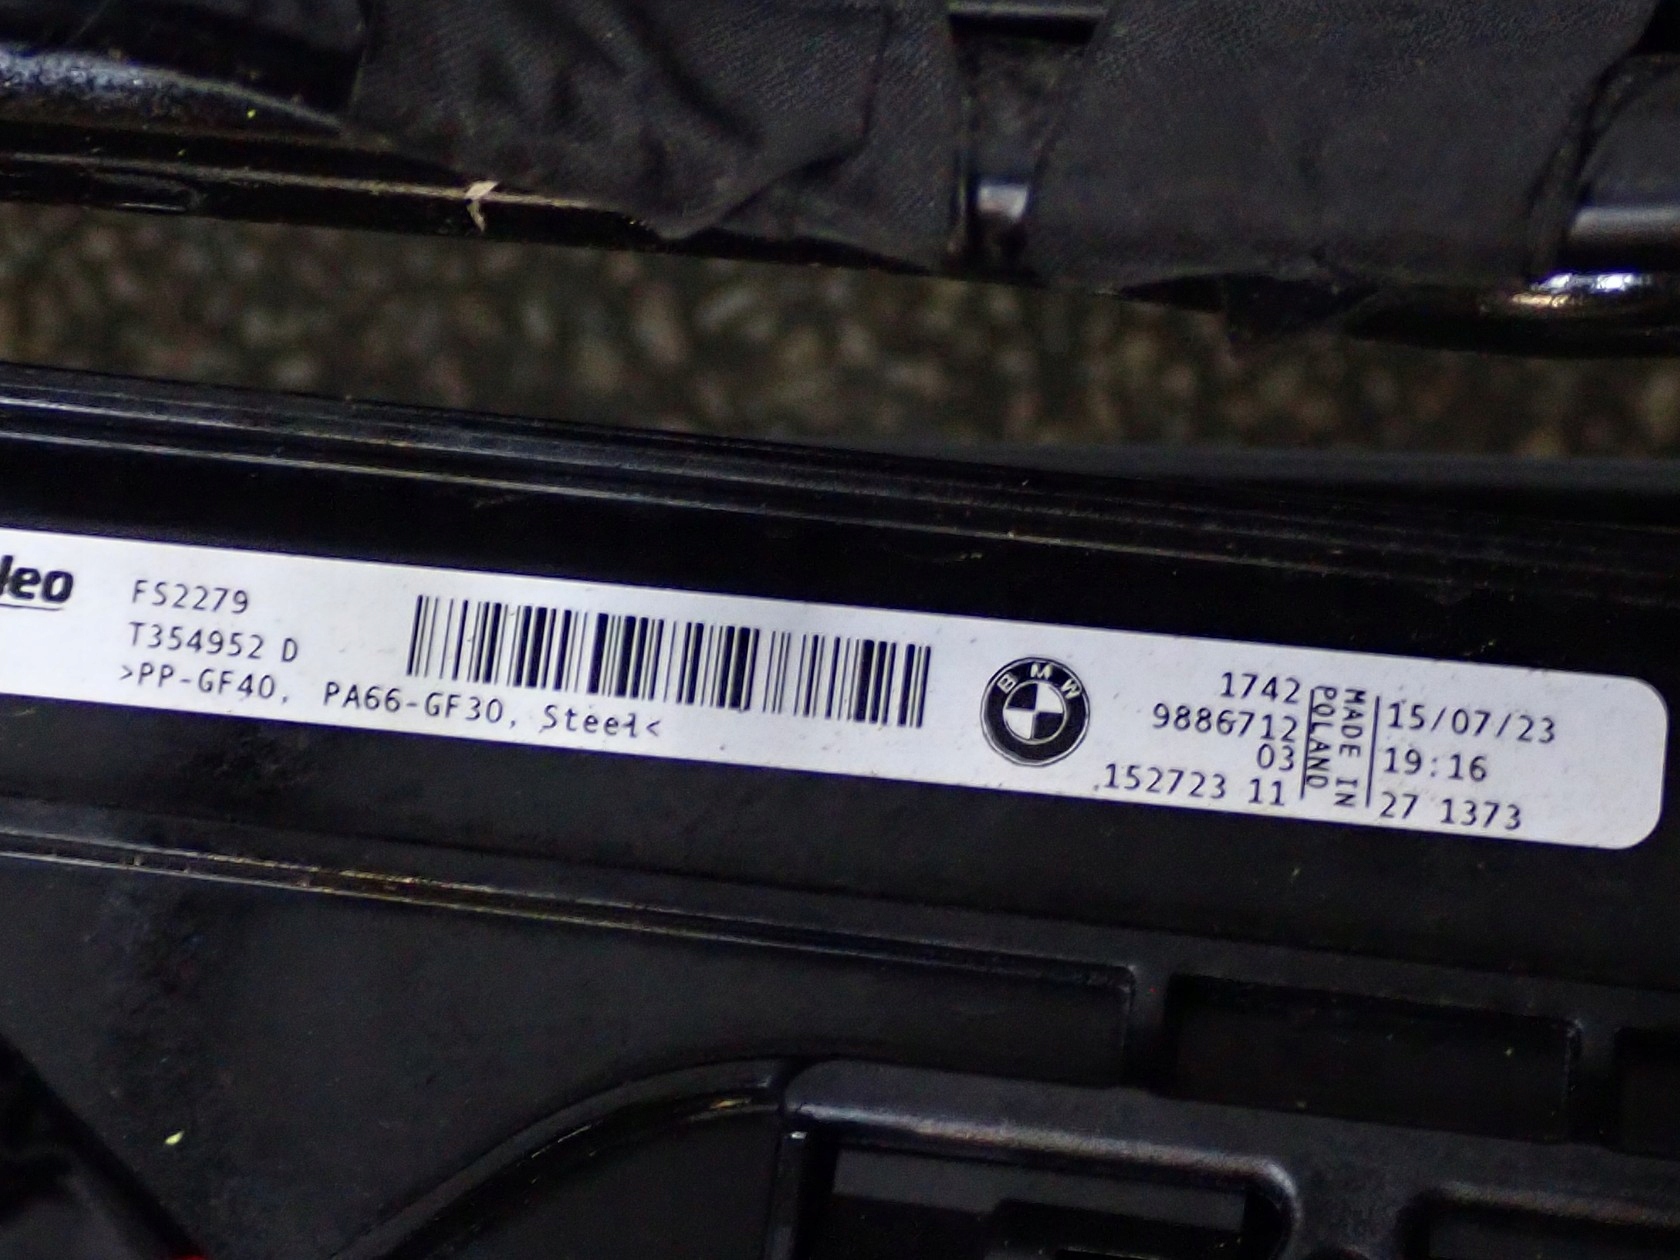 leo
FS2279
T354952 D
>PP-GF40, PA66-GF30, Steel<
BMW
1742
9886712
03
.152723 11
MADE IN
POLAND
15/07/23
19:16
27 1373